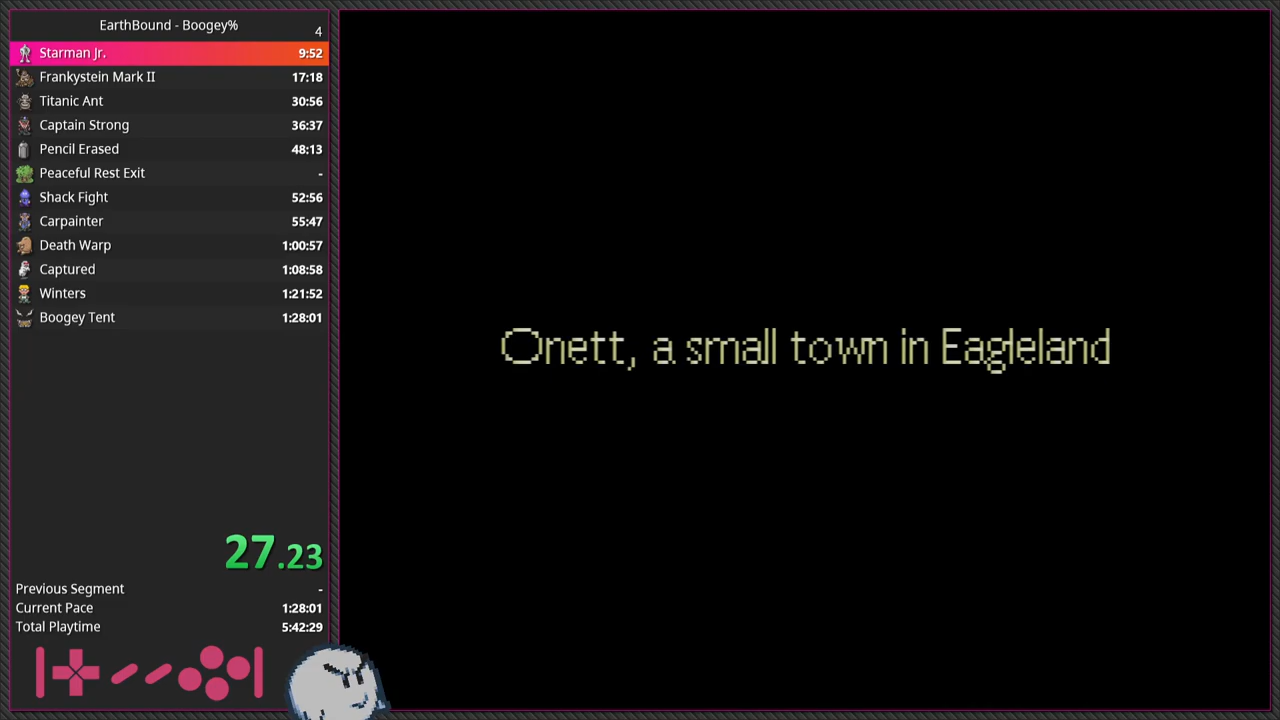 EarthBound - Boogey%
4
Starman Jr. 9:52
Frankystein Mark II 17:18
Titanic Ant 30:56
Captain Strong 36:37
Pencil Erased 48:13
Peaceful Rest Exit -
Shack Fight 52:56
Carpainter 55:47
Death Warp 1:00:57
Captured 1:08:58
Winters 1:21:52
Boogey Tent 1:28:01
Onett, a small town in Eagleland
27.23
Previous Segment -
Current Pace 1:28:01
Total Playtime 5:42:29